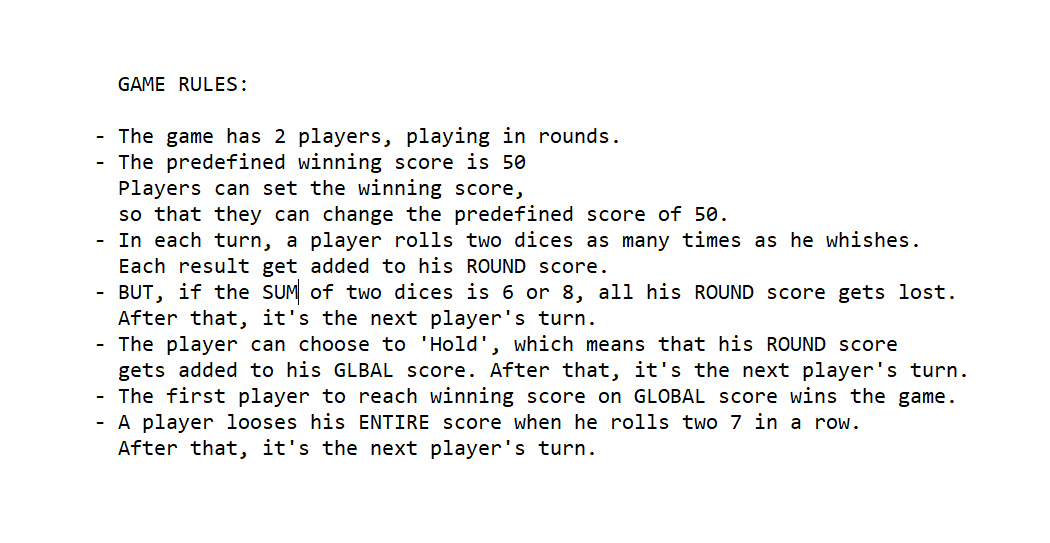 GAME RULES:
- The game has 2 players, playing in rounds.
- The predefined winning score is 50
Players can set the winning score,
so that they can change the predefined score of 50.
- In each turn, a player rolls two dices as many times as he whishes.
Each result get added to his ROUND score.
- BUT, if the SUM of two dices is 6 or 8, all his ROUND score gets lost.
After that, it's the next player's turn.
- The player can choose to 'Hold', which means that his ROUND score
gets added to his GLBAL score. After that, it's the next player's turn.
- The first player to reach winning score on GLOBAL score wins the game.
- A player looses his ENTIRE score when he rolls two 7 in a row.
After that, it's the next player's turn.